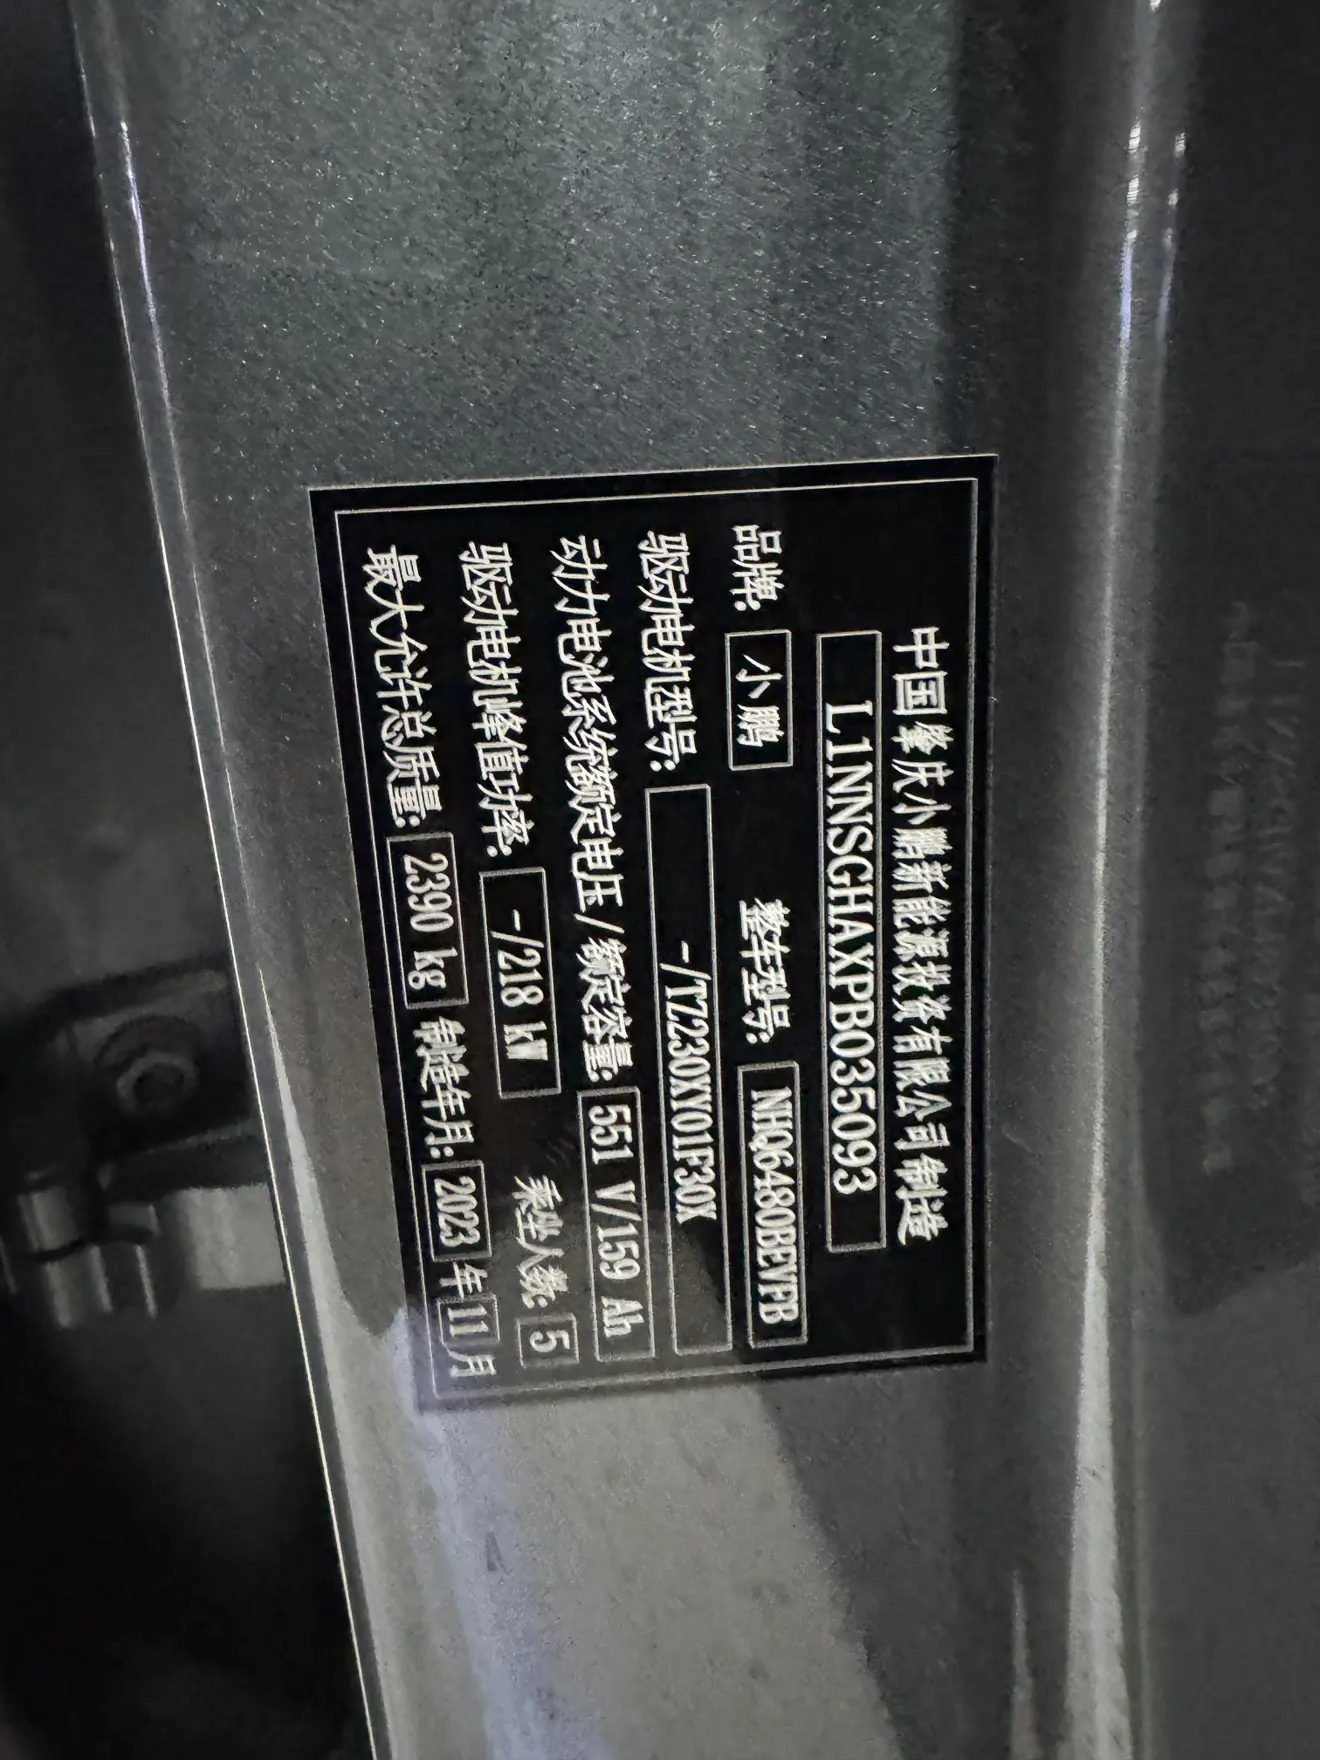 中国肇庆小鹏新能源投资有限公司制造
L1NNSGHAXPB035093
品牌: 小鹏 整车型号: NHQ6480BEVPB
驱动电机型号: -/TZ230XY01F30X
动力电池系统额定电压/额定容量: 551 V/159 Ah
驱动电机峰值功率: -/218 kW 乘坐人数: 5
最大允许总质量: 2390 kg 制造年月: 2023 年 11 月